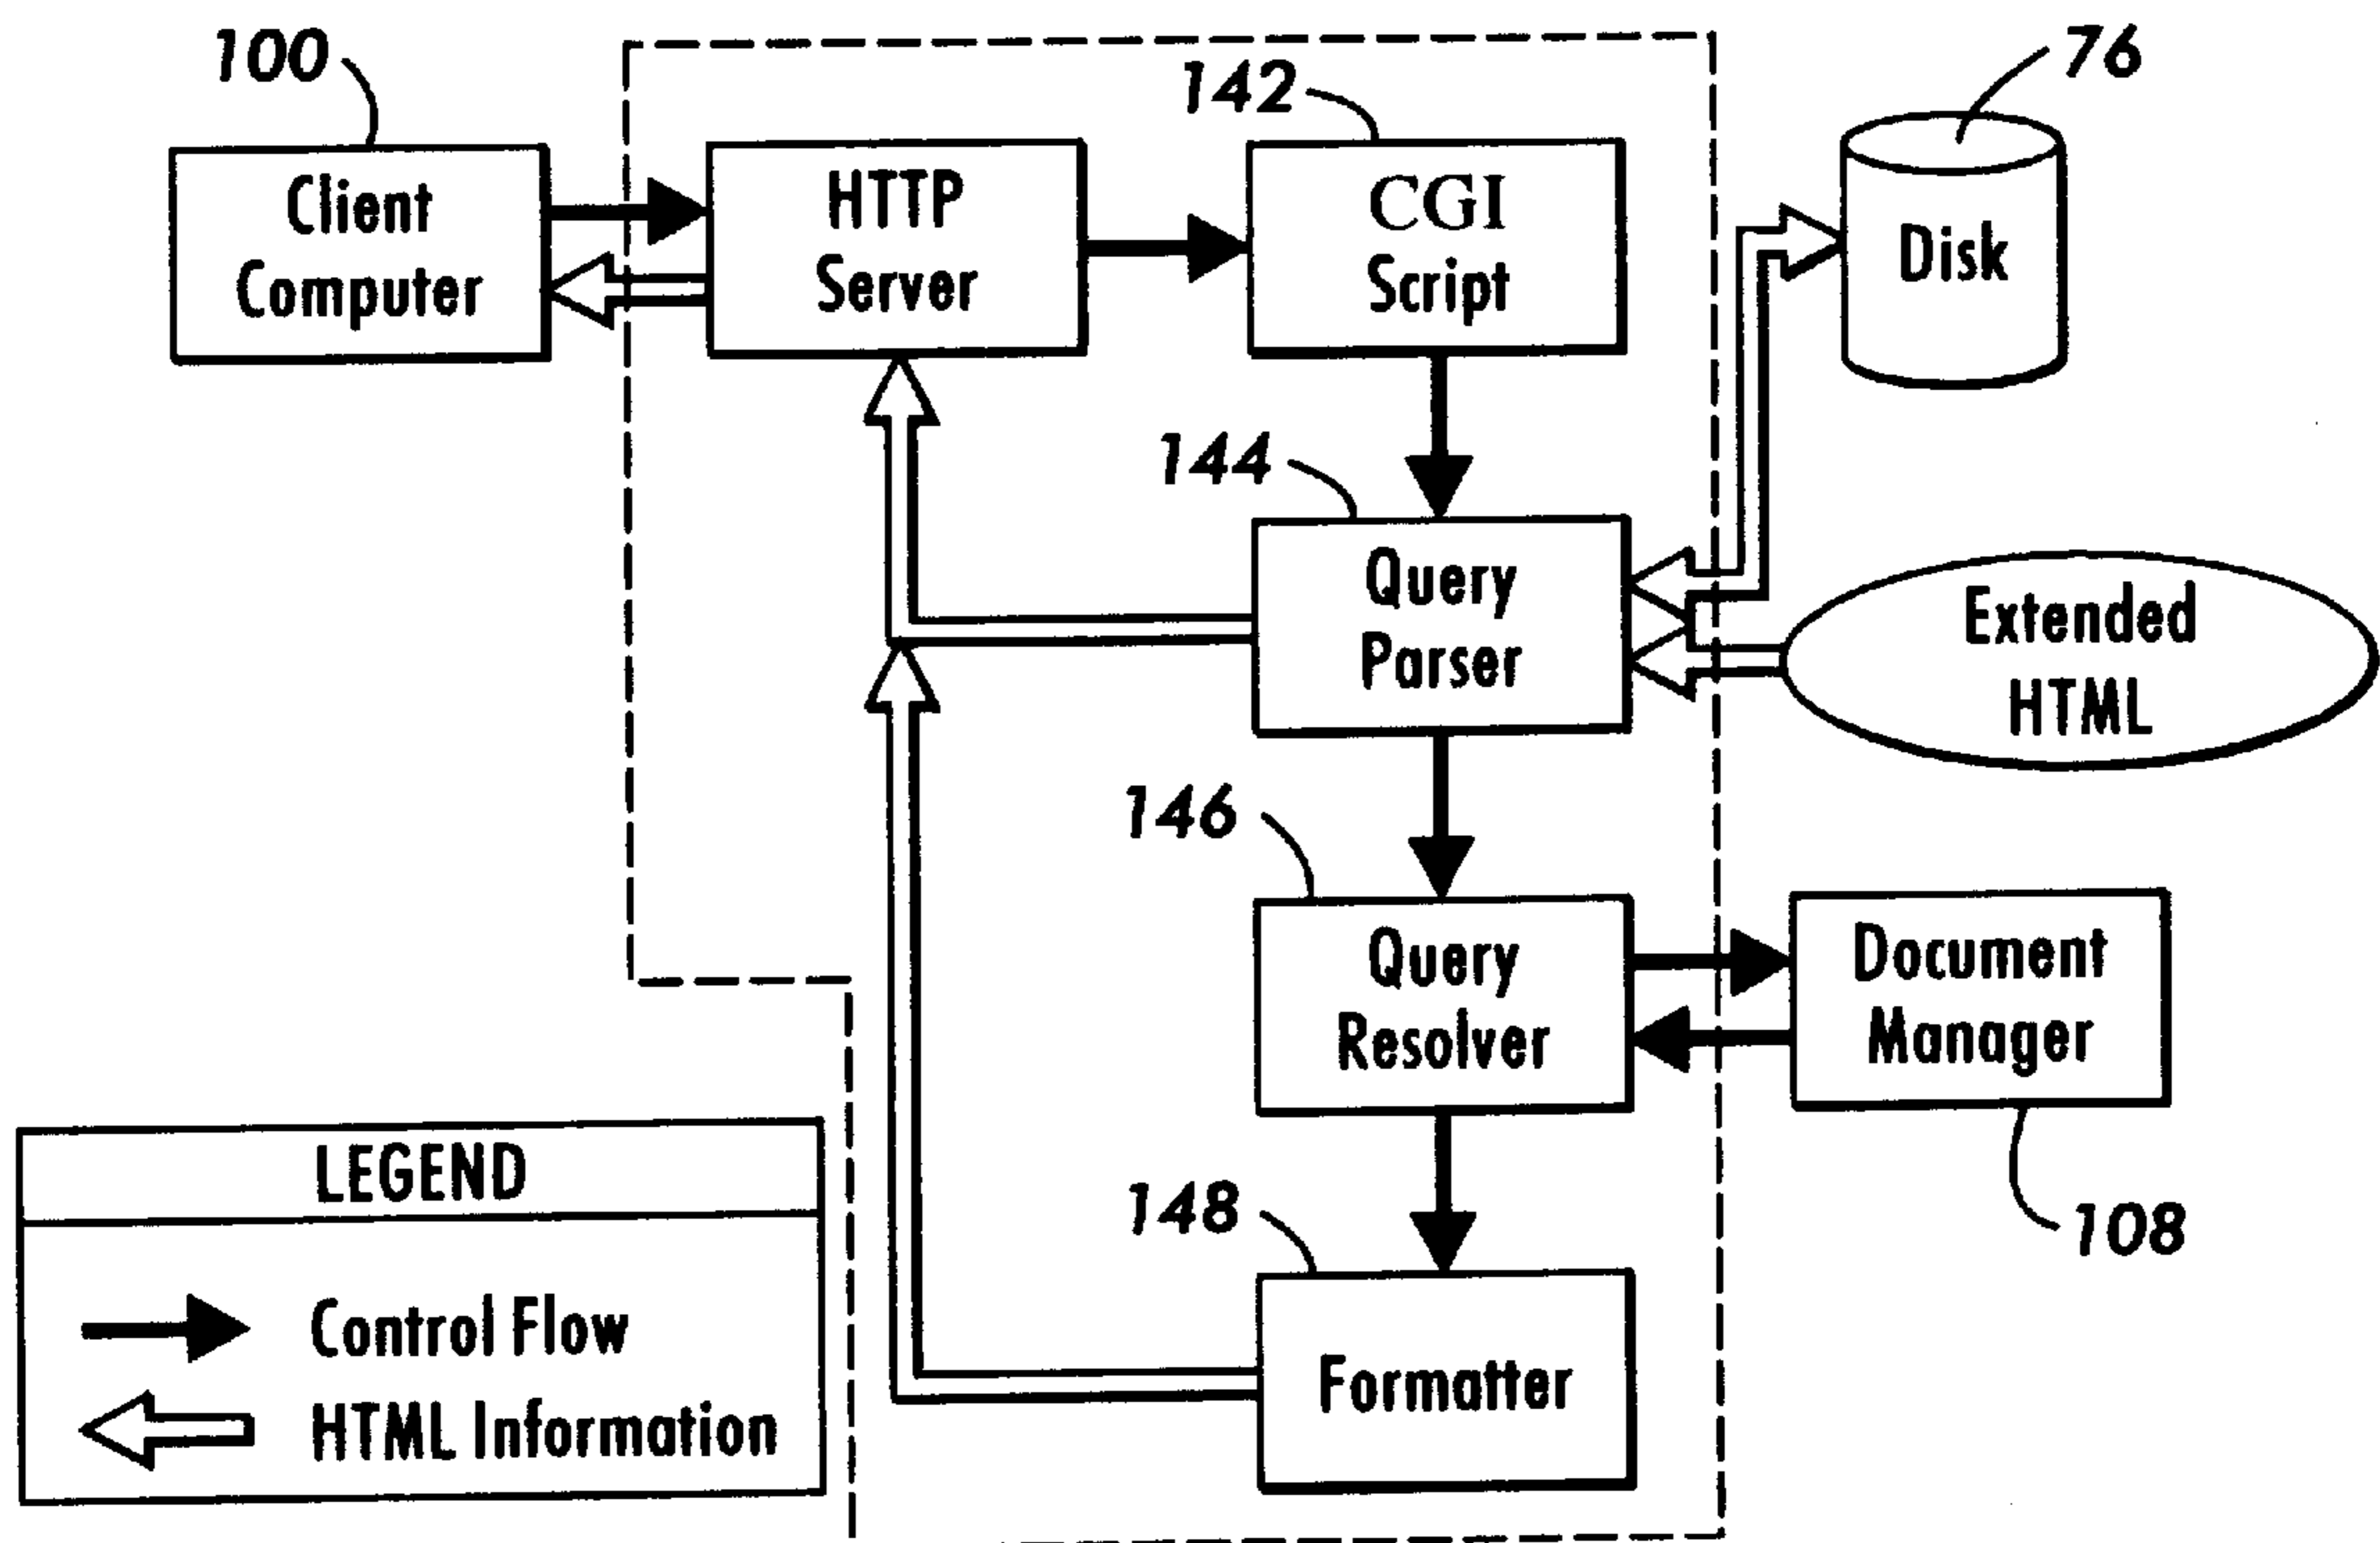 100
142
76
Client
Computer
HTTP
Server
CGI
Script
Disk
144
Query
Parser
Extended
HTML
146
Query
Resolver
Document
Manager
108
148
Formatter
LEGEND
Control Flow
HTML Information